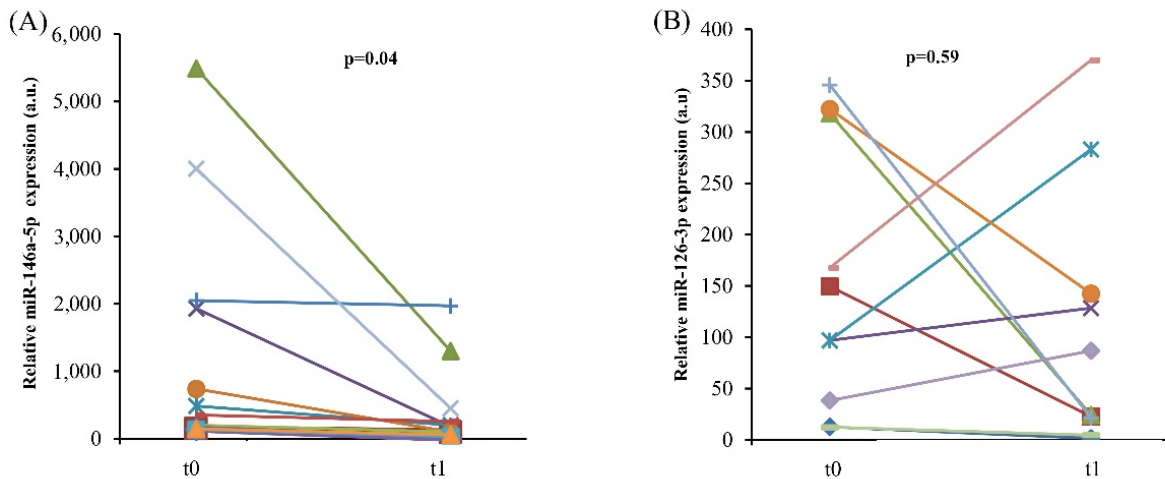 (A)
Relative miR-146a-5p expression (a.u.)
6,000
5,000
4,000
3,000
2,000
1,000
0
p=0.04
t0 t1
(B)
Relative miR-126-3p expression (a.u)
400
350
300
250
200
150
100
50
0
p=0.59
t0 t1